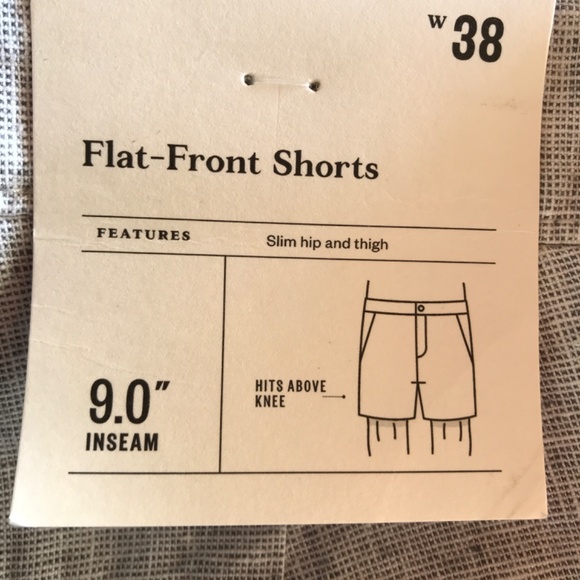 W 38
Flat-Front Shorts
FEATURES Slim hip and thigh
9.0"
INSEAM
HITS ABOVE
KNEE